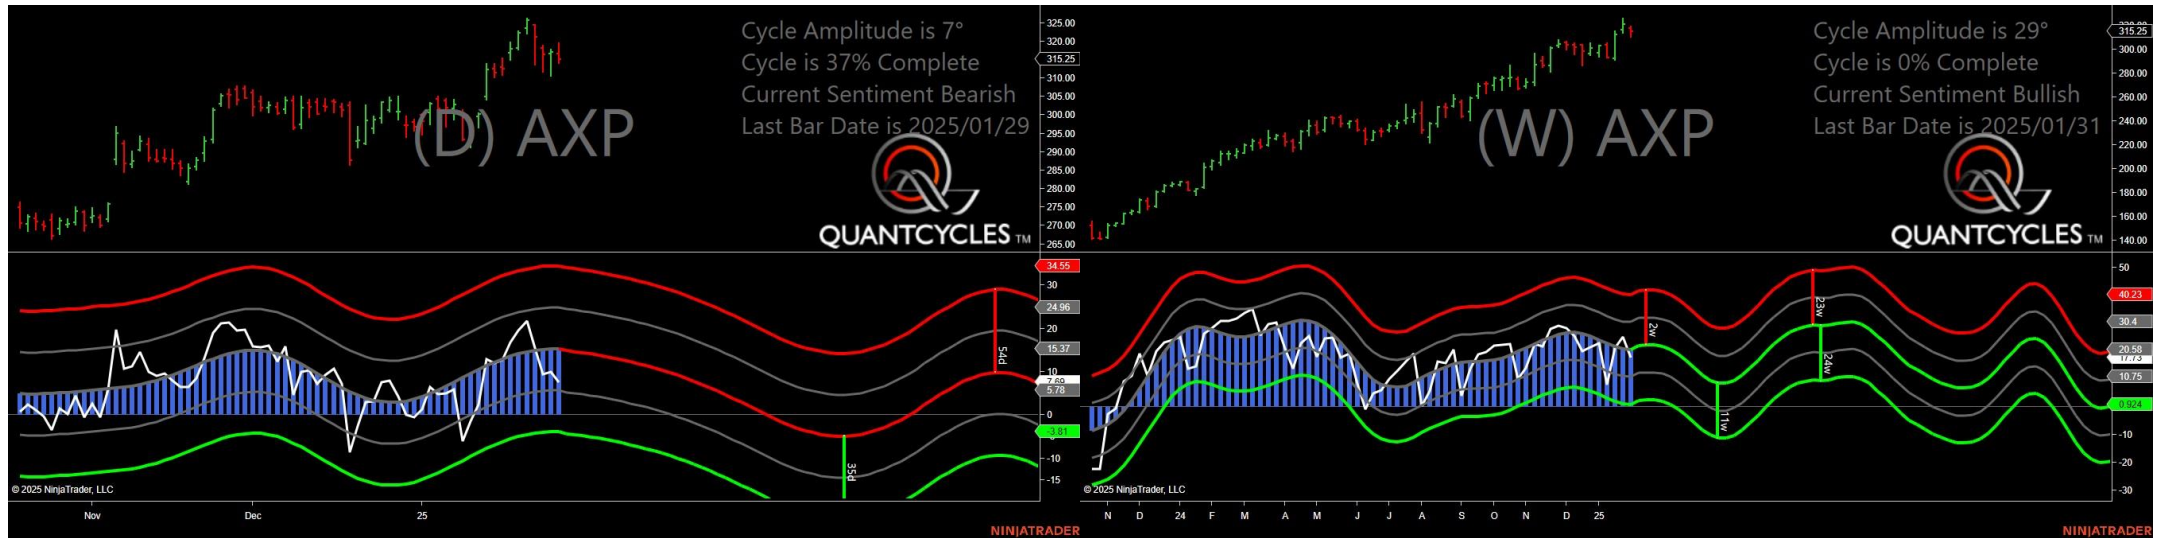 Cycle Amplitude is 7°
Cycle is 37% Complete
Current Sentiment Bearish
Last Bar Date is 2025/01/29
(D) AXP
QUANTCYCLES TM
325.00
320.00
315.25
310.00
305.00
300.00
295.00
290.00
285.00
280.00
275.00
270.00
265.00
34.55
30
24.96
20
15.37
10
7.69
5.78
0
-3.81
-10
-15
54d
35d
© 2025 NinjaTrader, LLC
Nov Dec 25
NINJATRADER
Cycle Amplitude is 29°
Cycle is 0% Complete
Current Sentiment Bullish
Last Bar Date is 2025/01/31
(W) AXP
QUANTCYCLES TM
315.25
300.00
280.00
260.00
240.00
220.00
200.00
180.00
160.00
140.00
50
40.23
30.4
20.58
17.73
10.75
0.924
-10
-20
-30
2w
23w
24w
11w
© 2025 NinjaTrader, LLC
N D 24 F M A M J J A S O N D 25
NINJATRADER